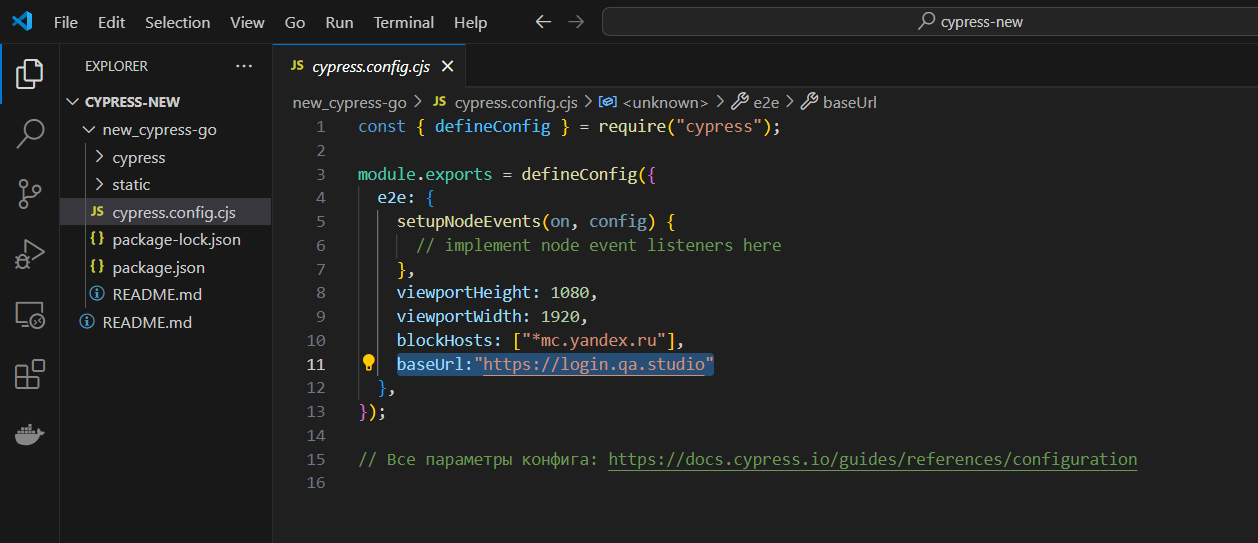 File Edit Selection View Go Run Terminal Help
cypress-new
EXPLORER
cypress.config.cjs
CYPRESS-NEW
new_cypress-go > JS cypress.config.cjs > <unknown> > e2e > baseUrl
new_cypress-go
cypress
static
JS cypress.config.cjs
{} package-lock.json
{} package.json
README.md
README.md
JS
1 const { defineConfig } = require("cypress");
2
3 module.exports = defineConfig({
4 e2e: {
5 setupNodeEvents(on, config) {
6 // implement node event listeners here
7 },
8 viewportHeight: 1080,
9 viewportWidth: 1920,
10 blockHosts: ["*mc.yandex.ru"],
11 baseUrl:"https://login.qa.studio"
12 },
13 });
14
15 // Все параметры конфига: https://docs.cypress.io/guides/references/configuration
16